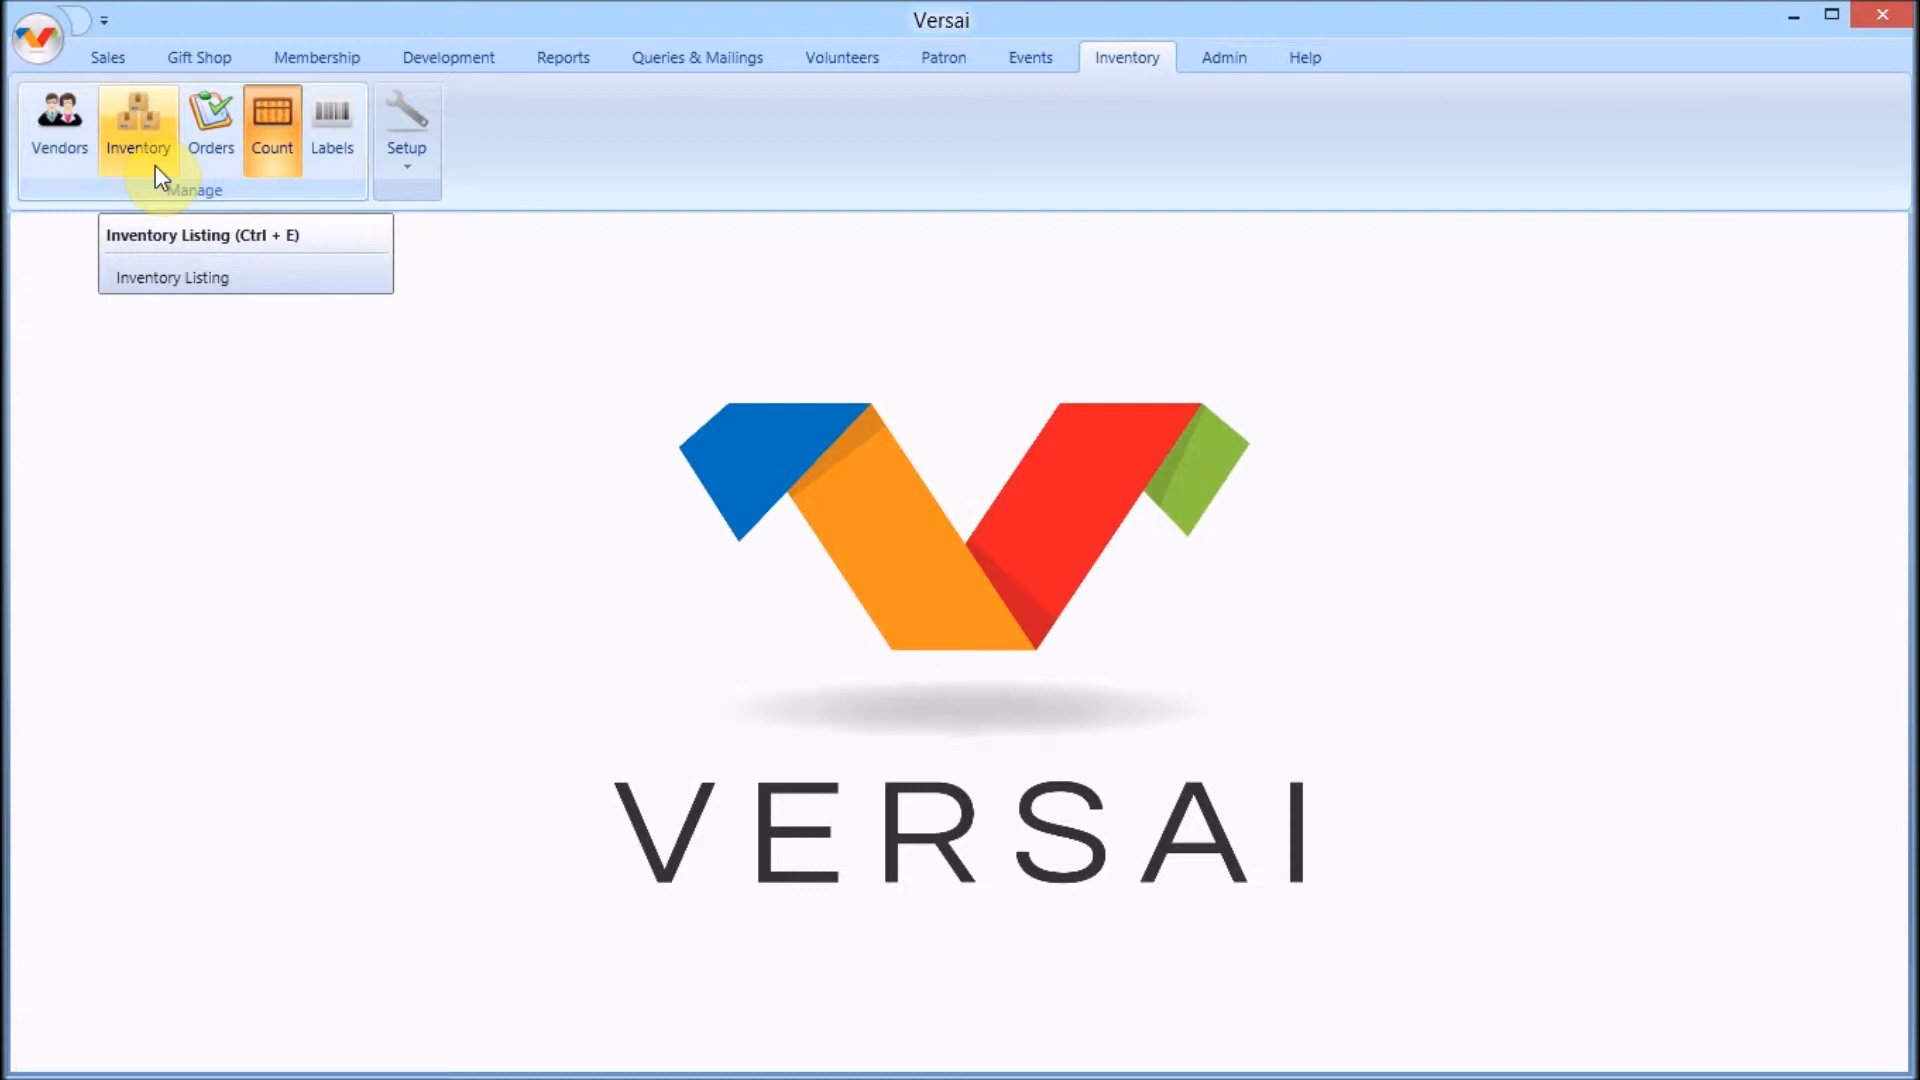 Versai
Sales Gift Shop Membership Development Reports Queries & Mailings Volunteers Patron Events Inventory Admin Help
Vendors Inventory Orders Count Labels Setup
Manage
Inventory Listing (Ctrl + E)
Inventory Listing
VERSAI